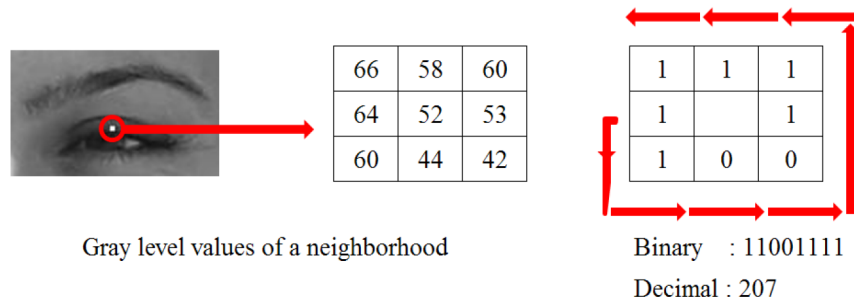 66 58 60
64 52 53
60 44 42
1 1 1
1 1
1 0 0
Gray level values of a neighborhood
Binary : 11001111
Decimal : 207